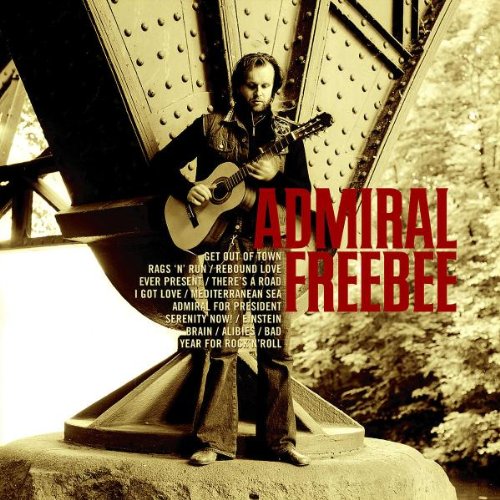 ADMIRAL
FREEBEE
GET OUT OF TOWN
RAGS 'N' RUN / REBOUND LOVE
EVER PRESENT / THERE'S A ROAD
I GOT LOVE / MEDITERRANEAN SEA
ADMIRAL FOR PRESIDENT
SERENITY NOW! / EINSTEIN
BRAIN / ALIBIES / BAD
YEAR FOR ROCK'N'ROLL